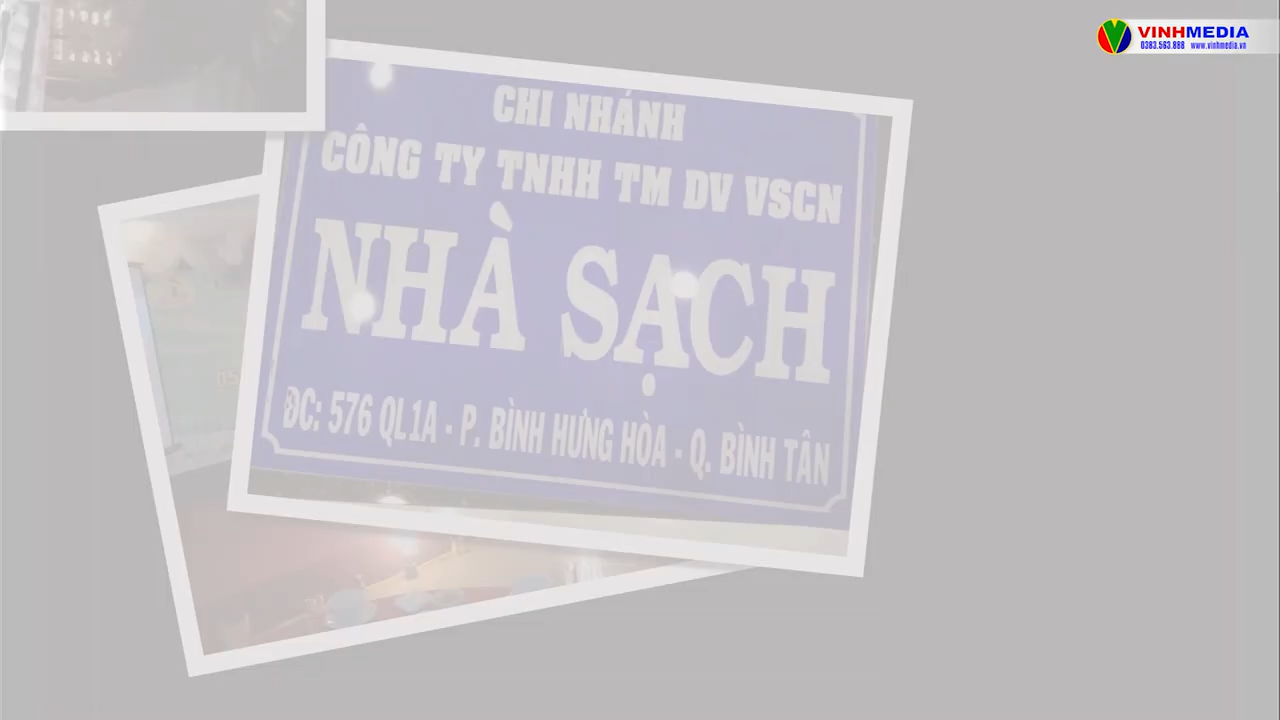 VINHMEDIA
0383.563.888 www.vinhmedia.vn
CHI NHÁNH
CÔNG TY TNHH TM DV VSCN
NHÀ SẠCH
ĐC: 576 QL1A - P. BÌNH HƯNG HÒA - Q. BÌNH TÂN